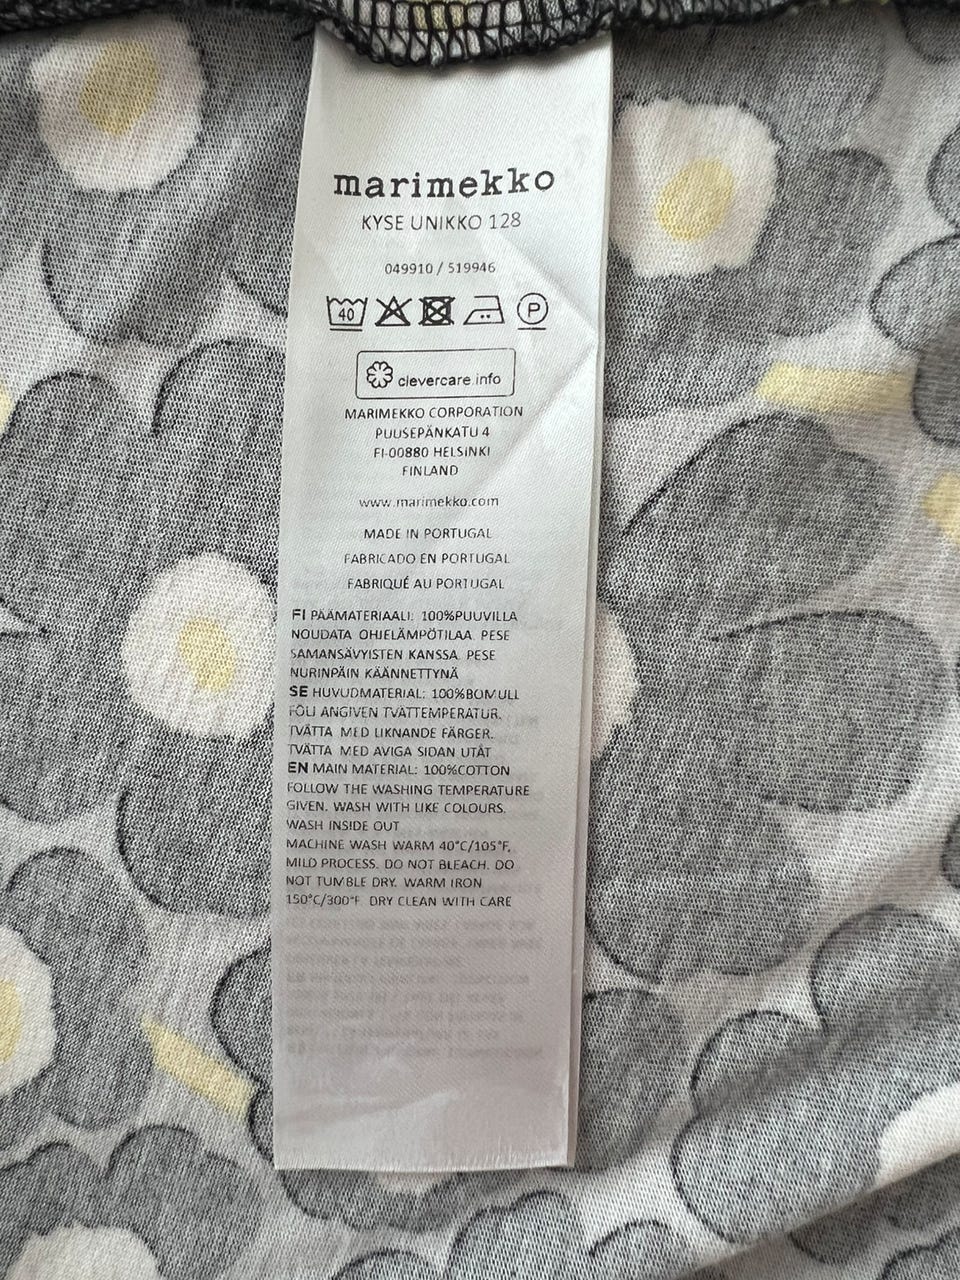 marimekko
KYSE UNIKKO 128
049910 / 519946
40 P
clevercare.info
MARIMEKKO CORPORATION
PUUSEPÄNKATU 4
FI-00880 HELSINKI
FINLAND
www.marimekko.com
MADE IN PORTUGAL
FABRICADO EN PORTUGAL
FABRIQUÉ AU PORTUGAL
FI PÄÄMATERIAALI: 100%PUUVILLA
NOUDATA OHJELÄMPÖTILAA. PESE
SAMANSÄVYISTEN KANSSA. PESE
NURINPÄIN KÄÄNNETTYNÄ
SE HUVUDMATERIAL: 100%BOMULL
FÖLJ ANGIVEN TVÄTTEMPERATUR.
TVÄTTA MED LIKNANDE FÄRGER.
TVÄTTA MED AVIGA SIDAN UTÅT
EN MAIN MATERIAL: 100%COTTON
FOLLOW THE WASHING TEMPERATURE
GIVEN. WASH WITH LIKE COLOURS.
WASH INSIDE OUT
MACHINE WASH WARM 40°C/105°F,
MILD PROCESS. DO NOT BLEACH. DO
NOT TUMBLE DRY. WARM IRON
150°C/300°F. DRY CLEAN WITH CARE